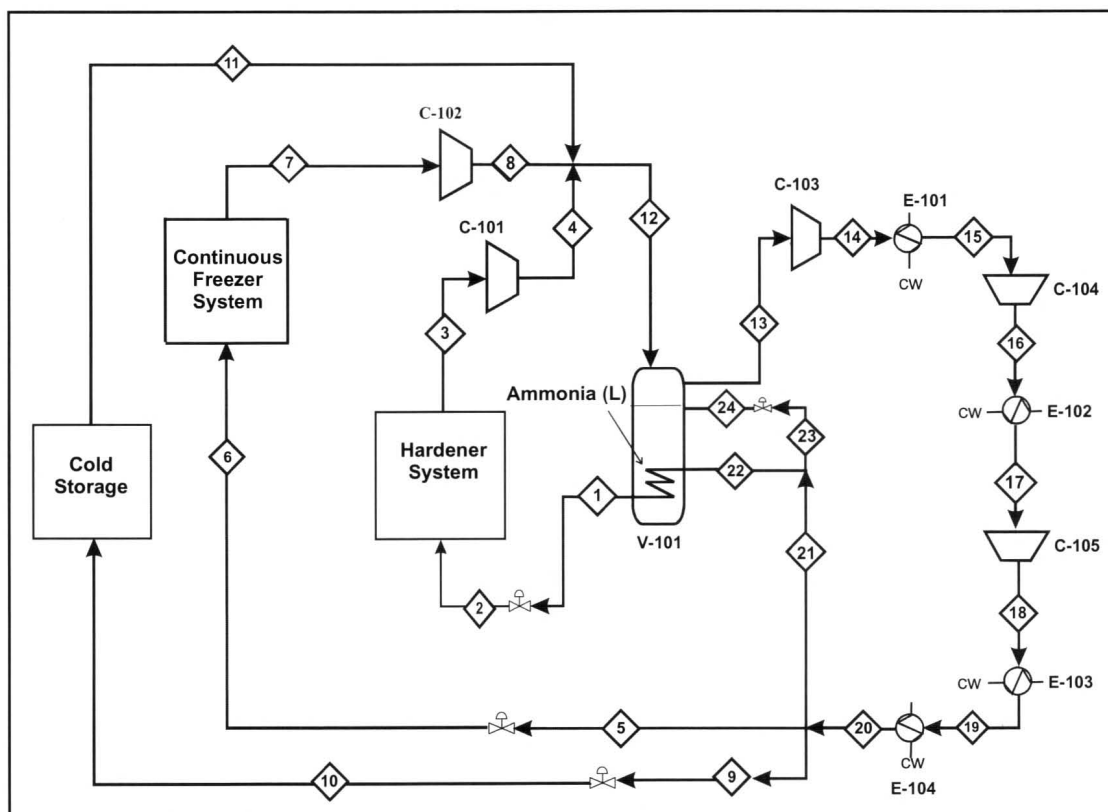 11
C-102
7
8
C-103
E-101
12
14
15
C-101
4
Continuous
Freezer
System
CW
C-104
3
13
16
Ammonia (L)
24
CW
E-102
6
Hardener
System
23
Cold
Storage
22
1
17
V-101
21
C-105
2
18
CW
E-103
5
20
19
10
9
CW
E-104